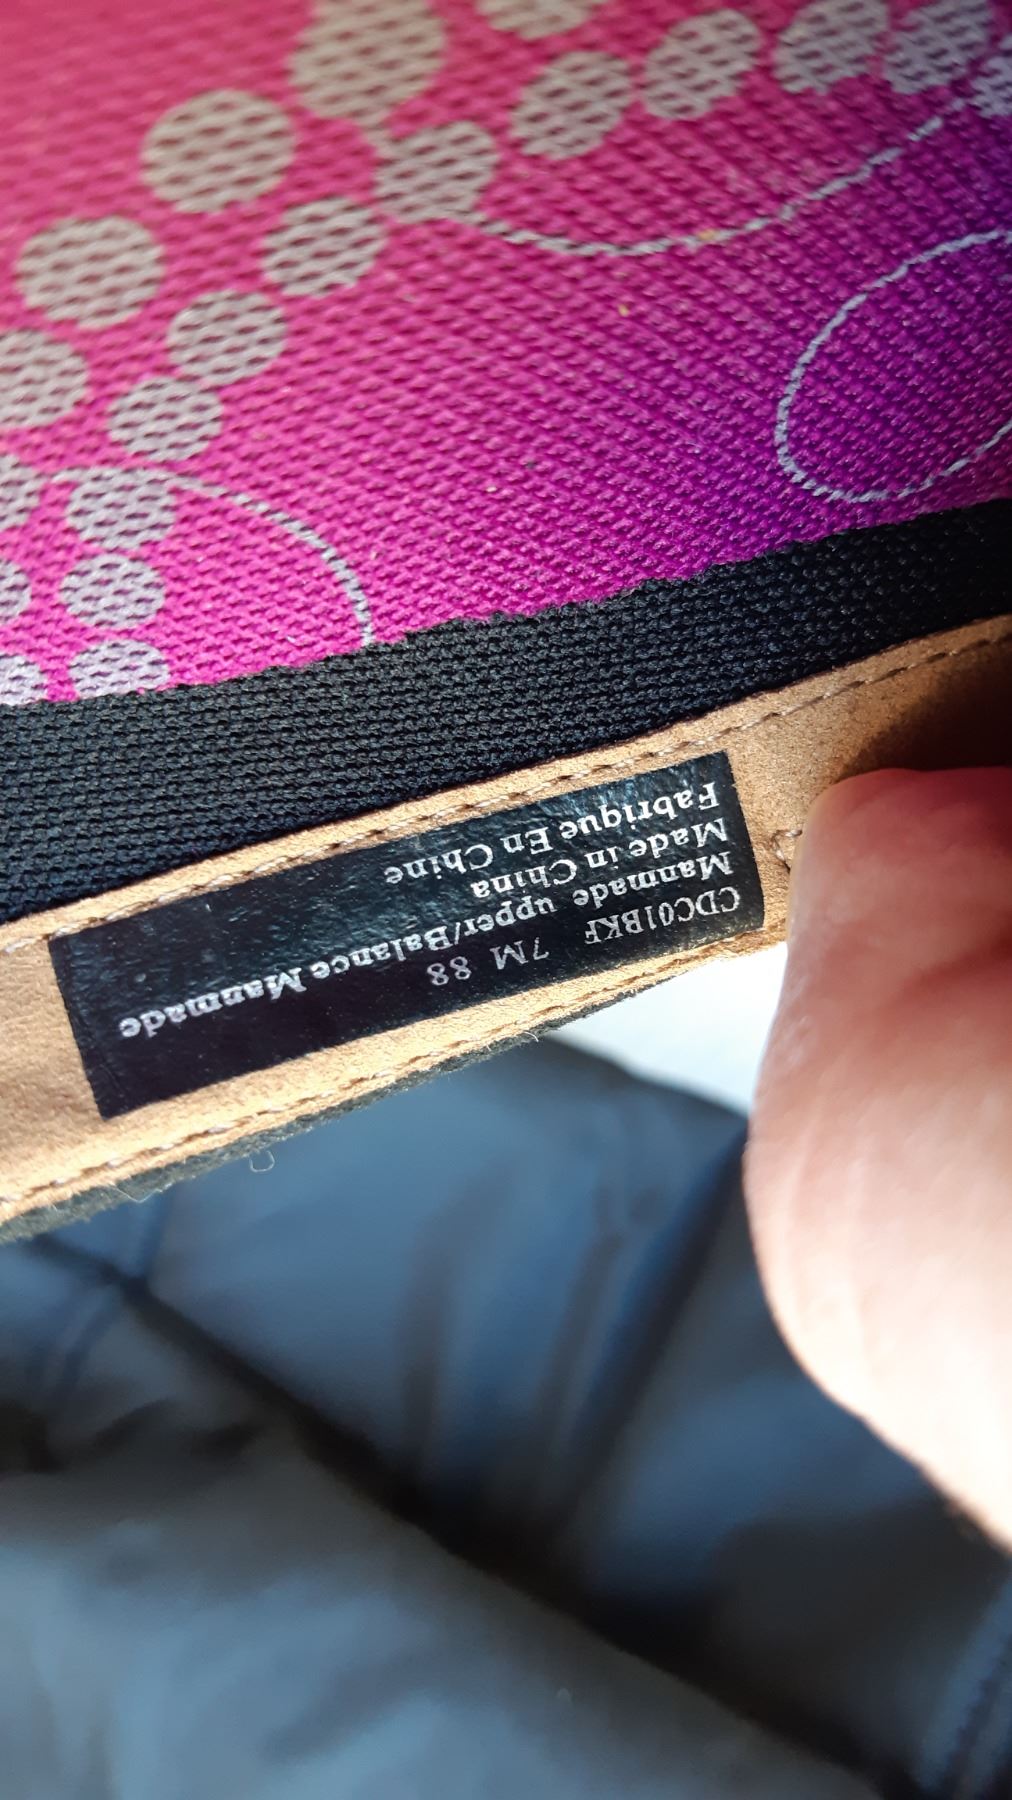 CDC01BKF 7M 88
Manmade upper/Balance Manmade
Made in China
Fabrique En Chine